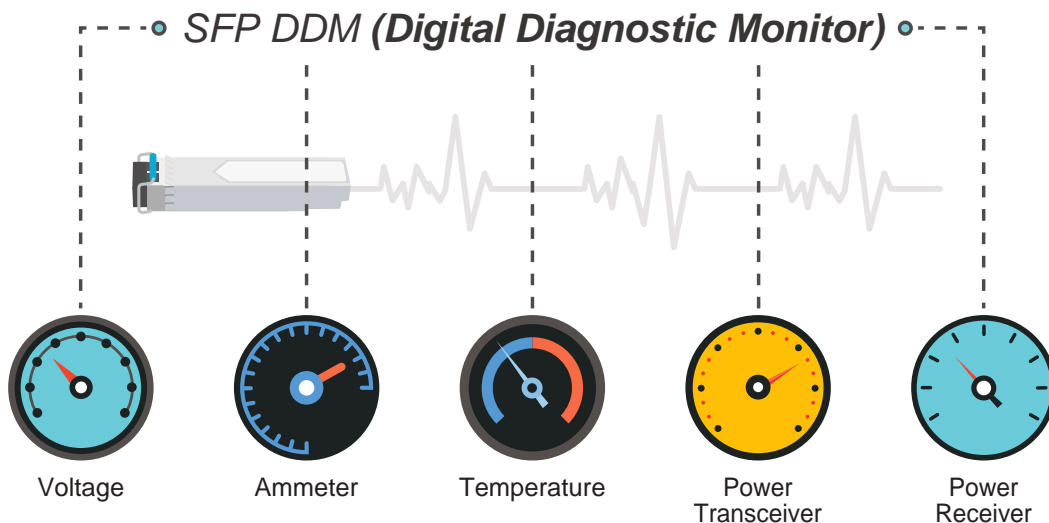 SFP DDM (Digital Diagnostic Monitor)
Voltage
Ammeter
Temperature
Power
Transceiver
Power
Receiver